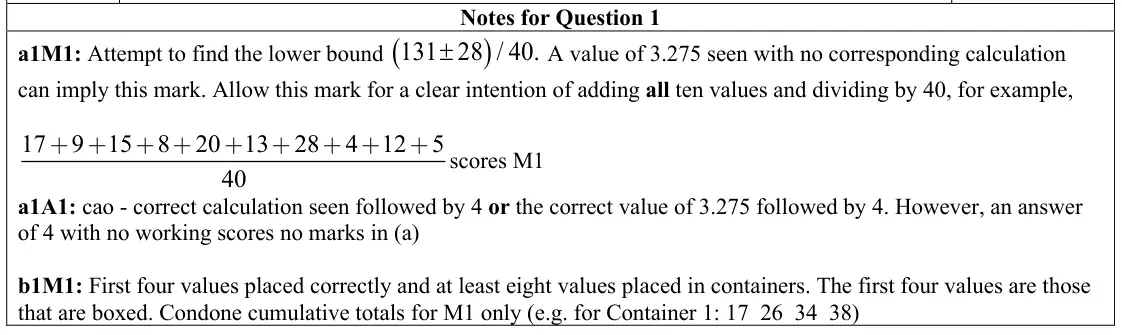 Notes for Question 1
a1M1: Attempt to find the lower bound (131±28)/40. A value of 3.275 seen with no corresponding calculation
can imply this mark. Allow this mark for a clear intention of adding all ten values and dividing by 40, for example,
17+9+15+8+20+13+28+4+12+5
40
scores M1
a1A1: cao - correct calculation seen followed by 4 or the correct value of 3.275 followed by 4. However, an answer
of 4 with no working scores no marks in (a)
b1M1: First four values placed correctly and at least eight values placed in containers. The first four values are those
that are boxed. Condone cumulative totals for M1 only (e.g. for Container 1: 17 26 34 38)